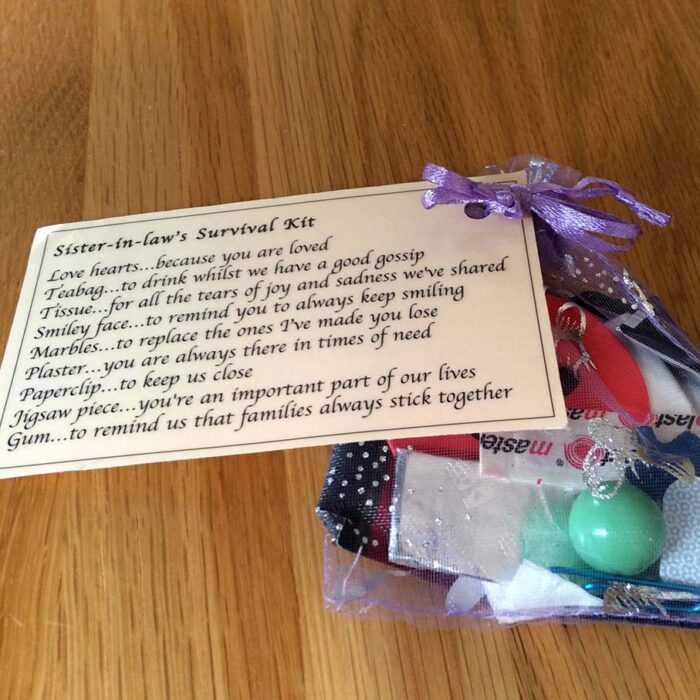 Sister-in-law's Survival Kit
Love hearts...because you are loved
Teabag...to drink whilst we have a good gossip
Tissue...for all the tears of joy and sadness we've shared
Smiley face...to remind you to always keep smiling
Marbles...to replace the ones I've made you lose
Plaster...you are always there in times of need
Paperclip...to keep us close
Jigsaw piece...you're an important part of our lives
Gum...to remind us that families always stick together
master